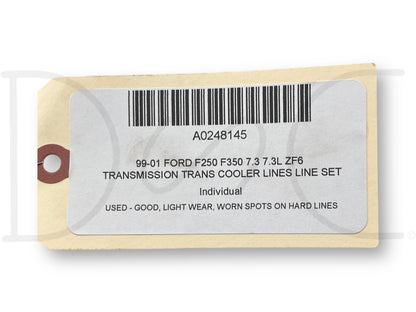 A0248145
99-01 FORD F250 F350 7.3 7.3L ZF6
TRANSMISSION TRANS COOLER LINES LINE SET
Individual
USED - GOOD, LIGHT WEAR, WORN SPOTS ON HARD LINES